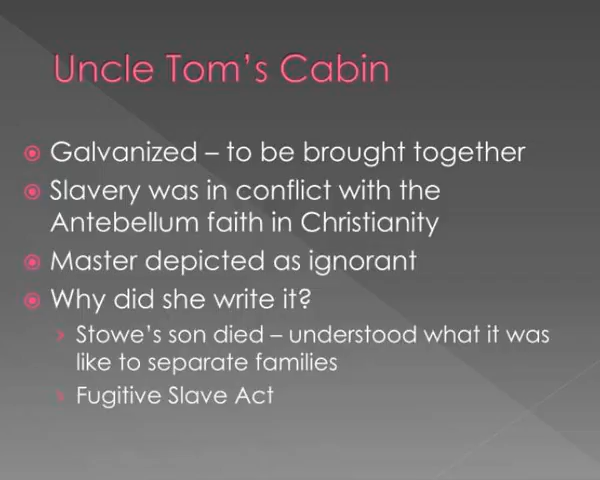 Uncle Tom's Cabin
Galvanized – to be brought together
Slavery was in conflict with the
Antebellum faith in Christianity
Master depicted as ignorant
Why did she write it?
Stowe's son died – understood what it was
like to separate families
Fugitive Slave Act